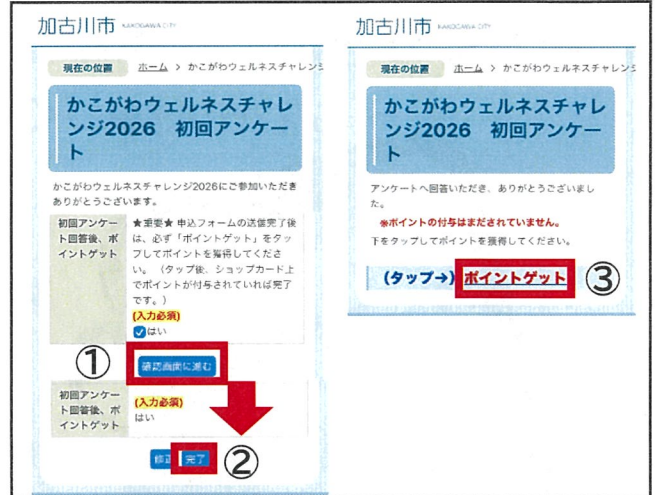 加古川市 KAKOGAWA CITY
現在の位置 ホーム > かこがわウェルネスチャレンジ
かこがわウェルネスチャレ
ンジ2026 初回アンケー
ト
かこがわウェルネスチャレンジ2026にご参加いただき
ありがとうございます。
初回アンケー
ト回答後、ポ
イントゲット
★重要★ 申込フォームの送信完了後
は、必ず「ポイントゲット」をタッ
プしてポイントを獲得してくださ
い。（タップ後、ショップカード上
でポイントが付与されていれば完了
です。）
(入力必須)
はい
①
確認画面に進む
初回アンケー
ト回答後、ポ
イントゲット
(入力必須)
はい
修正
完了
②
加古川市 KAKOGAWA CITY
現在の位置 ホーム > かこがわウェルネスチャレンジ
かこがわウェルネスチャレ
ンジ2026 初回アンケー
ト
アンケートへ回答いただき、ありがとうございまし
た。
※ポイントの付与はまだされていません。
下をタップしてポイントを獲得してください。
(タップ→) ポイントゲット
③